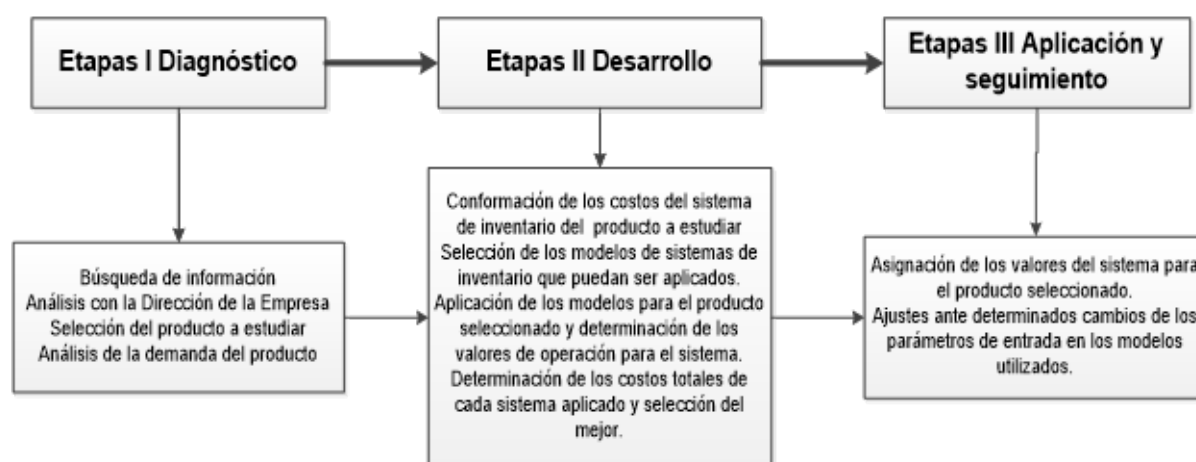 Etapas I Diagnóstico
Etapas II Desarrollo
Etapas III Aplicación y
seguimiento
Búsqueda de información
Análisis con la Dirección de la Empresa
Selección del producto a estudiar
Análisis de la demanda del producto
Conformación de los costos del sistema
de inventario del producto a estudiar
Selección de los modelos de sistemas de
inventario que puedan ser aplicados.
Aplicación de los modelos para el producto
seleccionado y determinación de los
valores de operación para el sistema.
Determinación de los costos totales de
cada sistema aplicado y selección del
mejor.
Asignación de los valores del sistema para
el producto seleccionado.
Ajustes ante determinados cambios de los
parámetros de entrada en los modelos
utilizados.